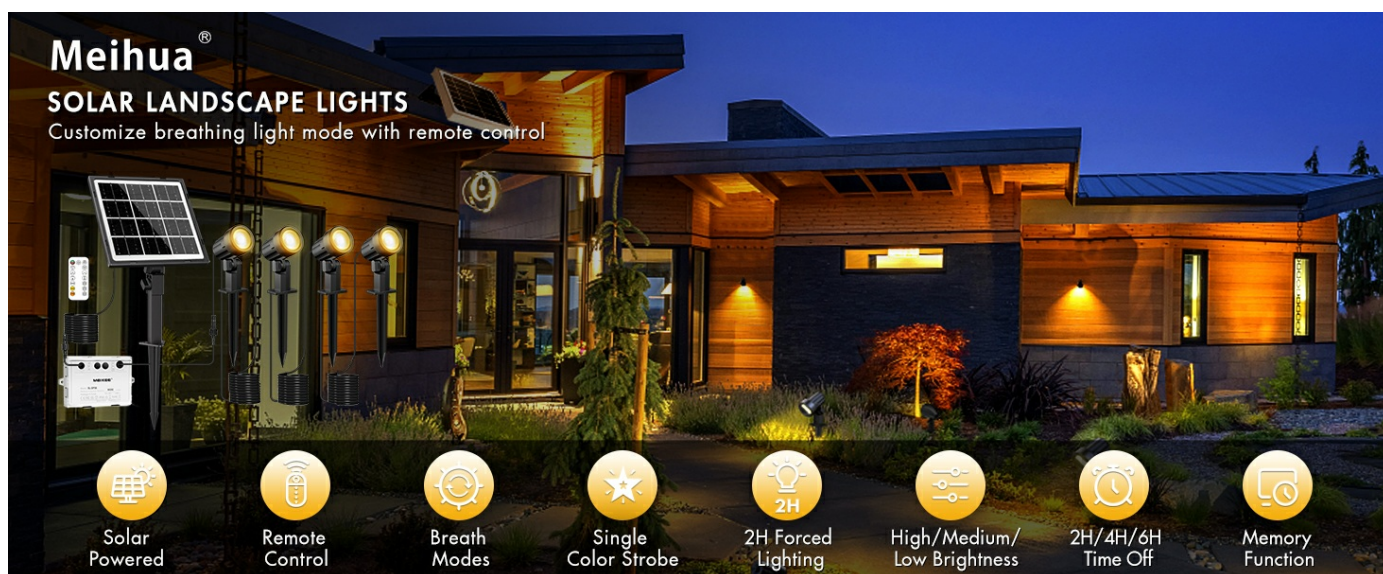 Meihua®
SOLAR LANDSCAPE LIGHTS
Customize breathing light mode with remote control
MEIHUA
2H
Solar
Powered
Remote
Control
Breath
Modes
Single
Color Strobe
2H Forced
Lighting
High/Medium/
Low Brightness
2H/4H/6H
Time Off
Memory
Function